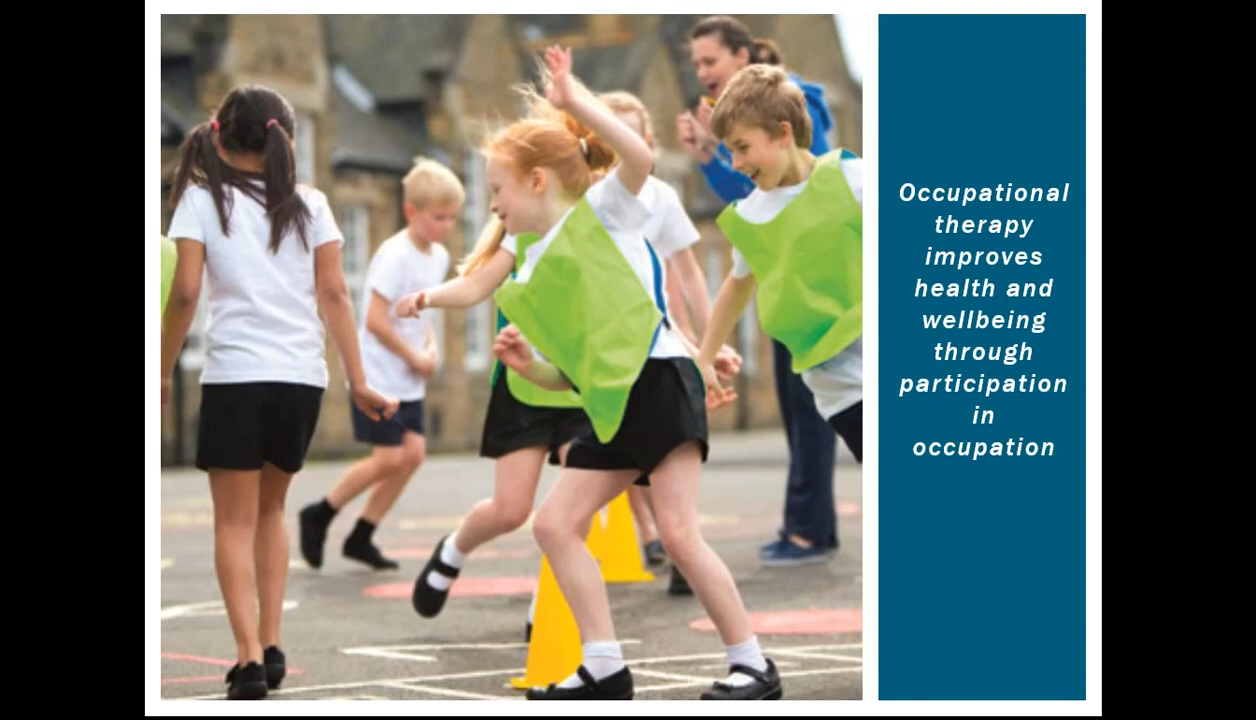 Occupational
therapy
improves
health and
wellbeing
through
participation
in
occupation